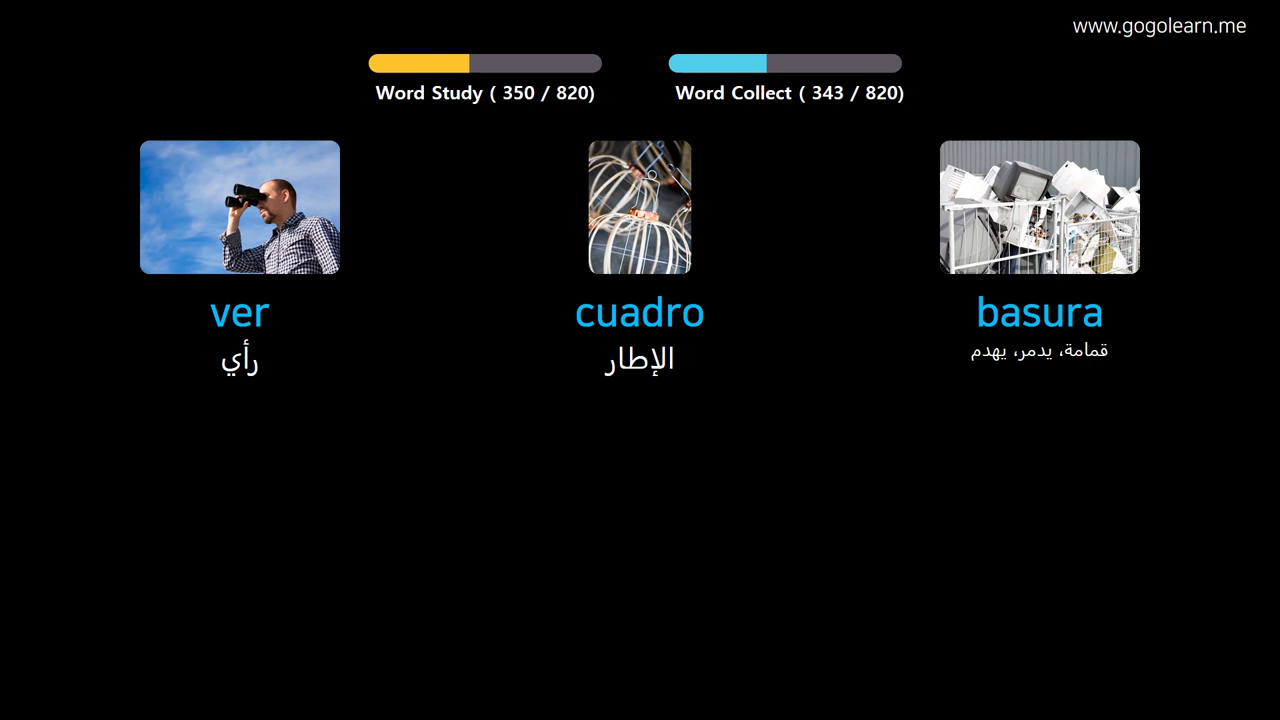 www.gogolearn.me
Word Study ( 350 / 820)
Word Collect ( 343 / 820)
ver
cuadro
basura
رأي
الإطار
قمامة، يدمر، يهدم